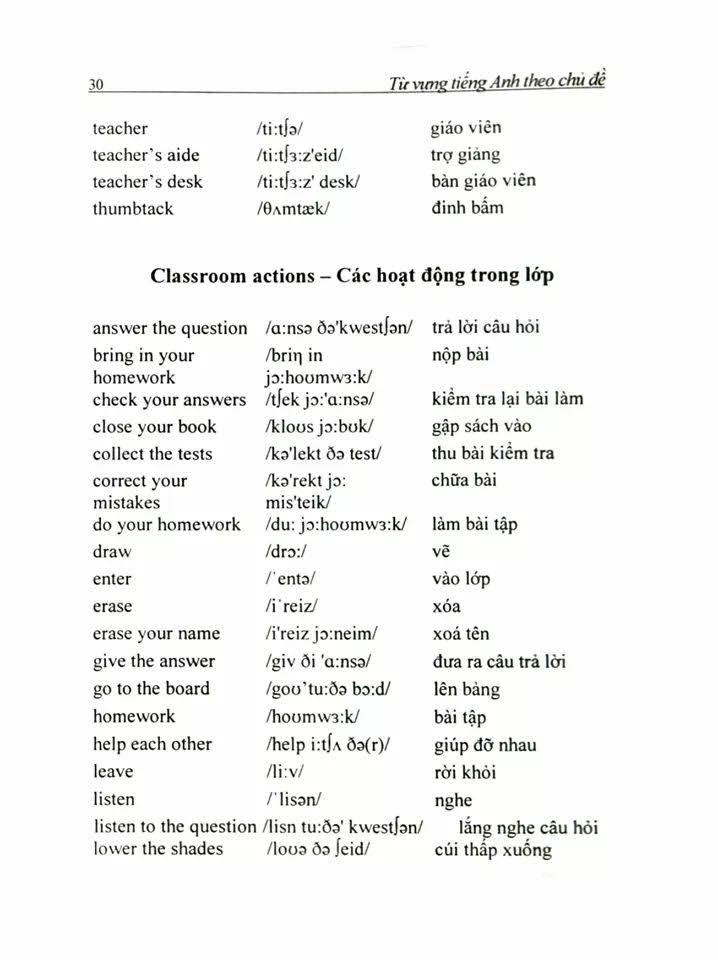 30 Từ vựng tiếng Anh theo chủ đề
teacher /ti:tʃə/ giáo viên
teacher's aide /ti:tʃɜ:z'eid/ trợ giảng
teacher's desk /ti:tʃɜ:z' desk/ bàn giáo viên
thumbtack /θʌmtæk/ đinh bấm
Classroom actions – Các hoạt động trong lớp
answer the question /ɑ:nsə ðə'kwestʃən/ trả lời câu hỏi
bring in your /briŋ in nộp bài
homework jɔ:hoʊmwɜ:k/
check your answers /tʃek jɔ:'ɑ:nsə/ kiểm tra lại bài làm
close your book /kloʊs jɔ:bʊk/ gập sách vào
collect the tests /kə'lekt ðə test/ thu bài kiểm tra
correct your /kə'rekt jɔ: chữa bài
mistakes mis'teik/
do your homework /du: jɔ:hoʊmwɜ:k/ làm bài tập
draw /drɔ:/ vẽ
enter /ˈentə/ vào lớp
erase /iˈreiz/ xóa
erase your name /i'reiz jɔ:neim/ xoá tên
give the answer /giv ði 'ɑ:nsə/ đưa ra câu trả lời
go to the board /goʊ'tu:ðə bɔ:d/ lên bảng
homework /hoʊmwɜ:k/ bài tập
help each other /help i:tʃʌ ðə(r)/ giúp đỡ nhau
leave /li:v/ rời khỏi
listen /ˈlisən/ nghe
listen to the question /lisn tu:ðə' kwestʃən/ lắng nghe câu hỏi
lower the shades /loʊə ðə ʃeid/ cúi thấp xuống